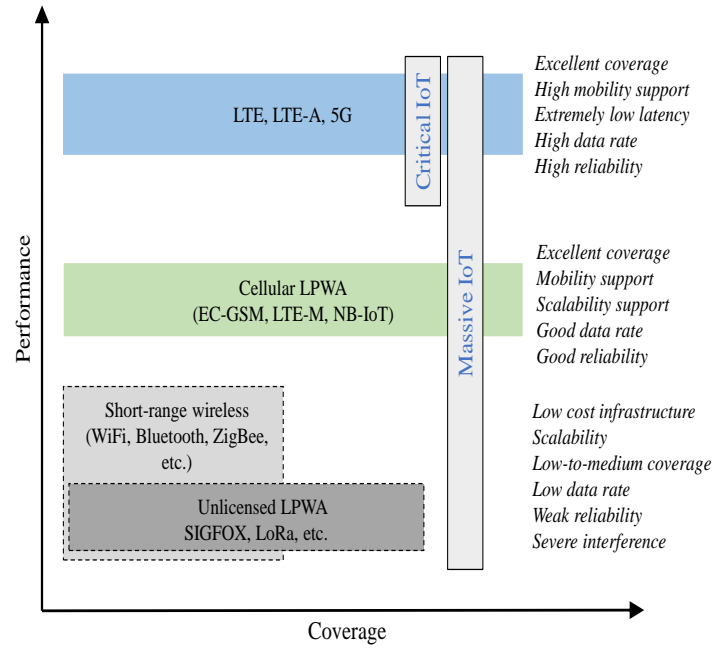 Performance
LTE, LTE-A, 5G
Critical IoT
Massive IoT
Excellent coverage
High mobility support
Extremely low latency
High data rate
High reliability
Cellular LPWA
(EC-GSM, LTE-M, NB-IoT)
Excellent coverage
Mobility support
Scalability support
Good data rate
Good reliability
Short-range wireless
(WiFi, Bluetooth, ZigBee,
etc.)
Unlicensed LPWA
SIGFOX, LoRa, etc.
Low cost infrastructure
Scalability
Low-to-medium coverage
Low data rate
Weak reliability
Severe interference
Coverage